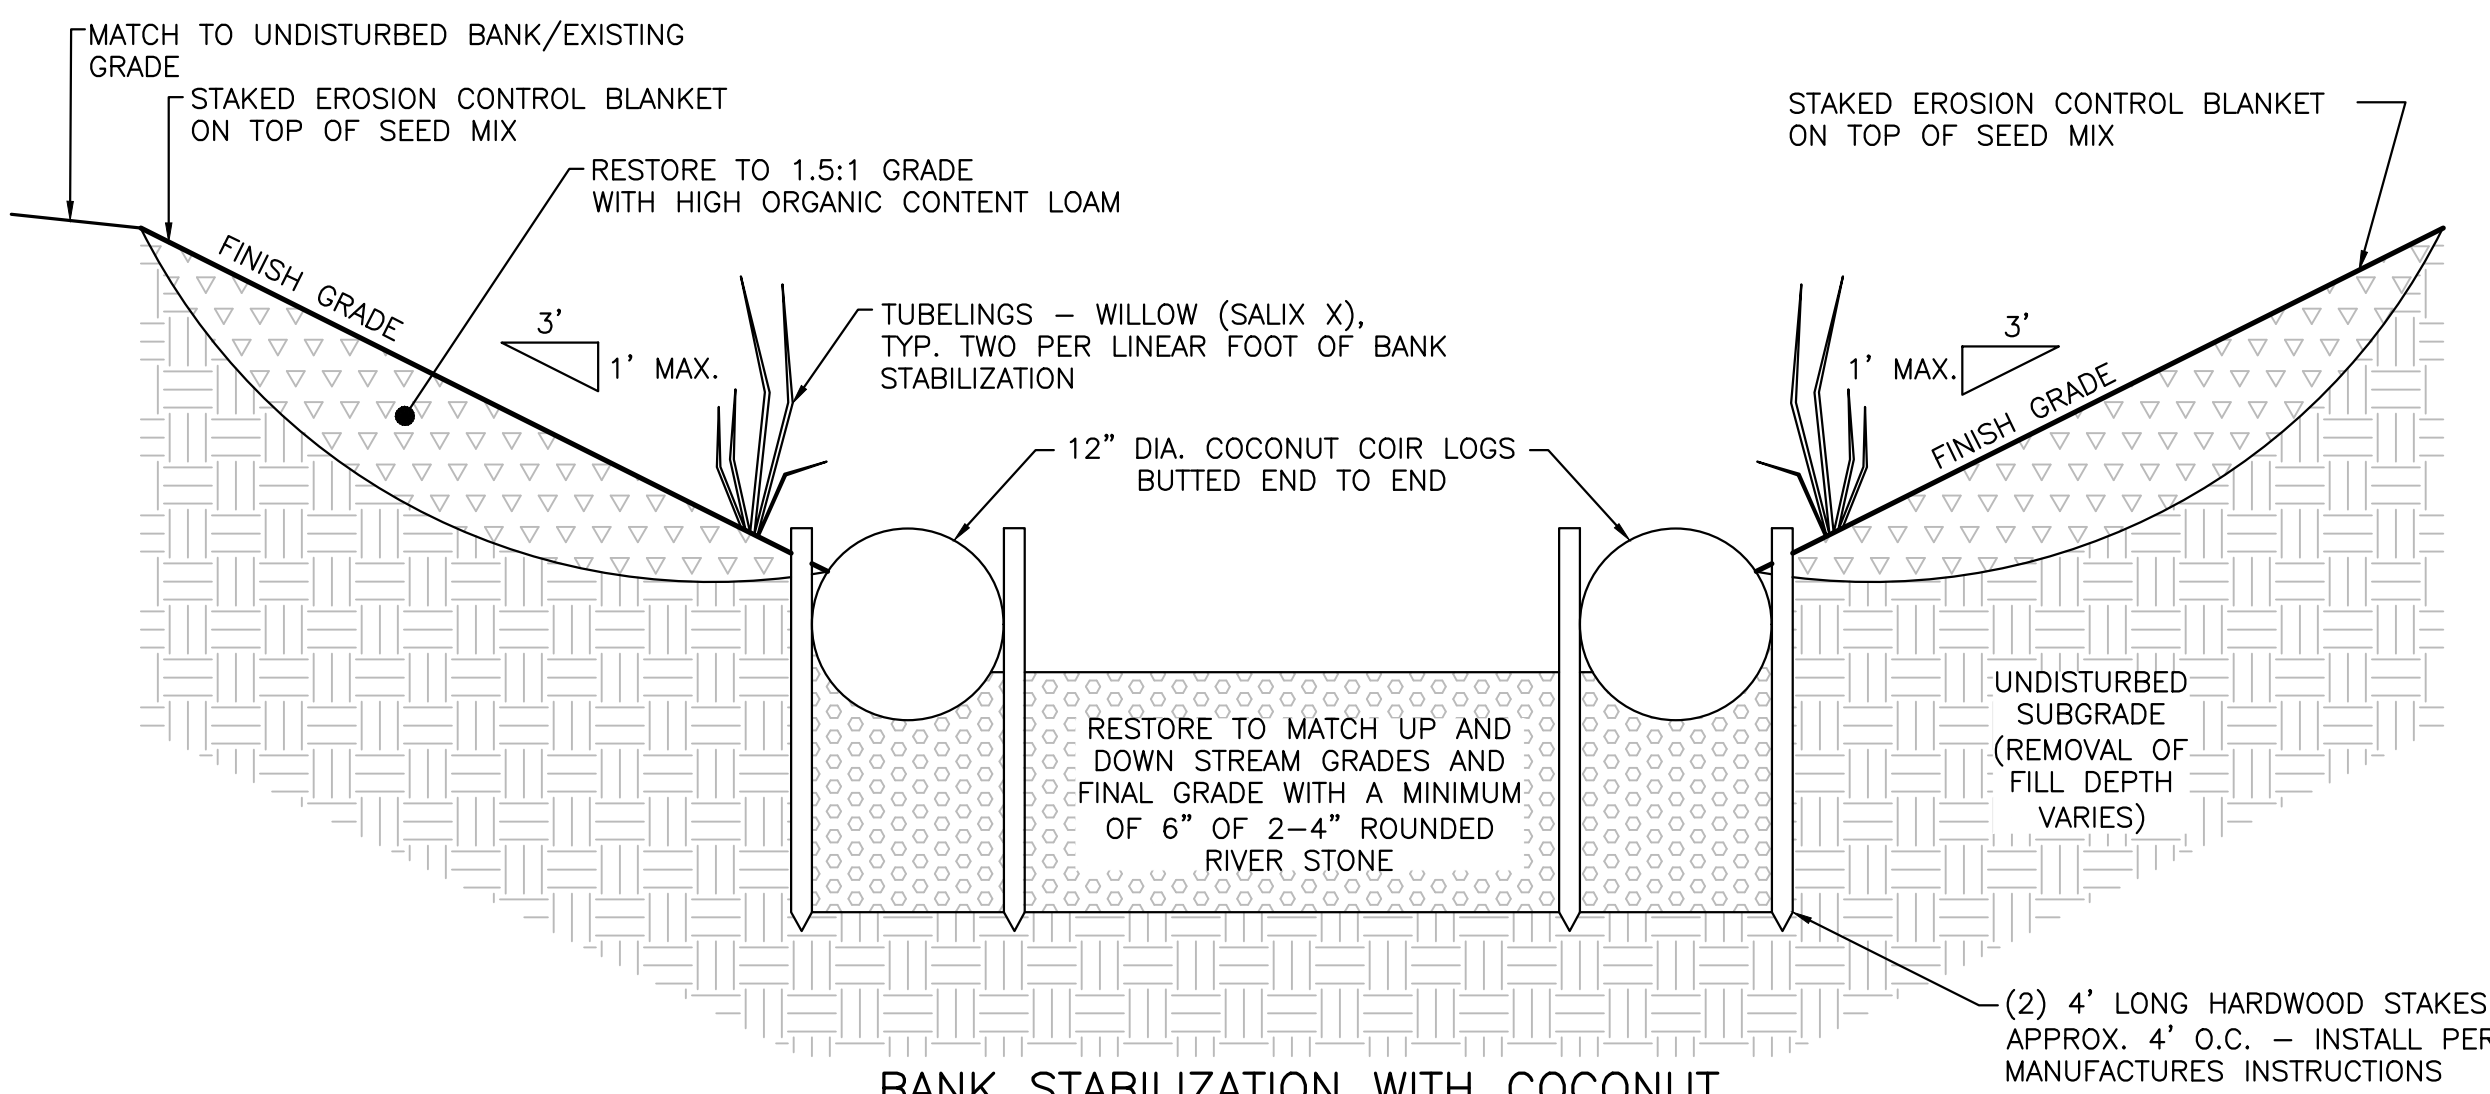 MATCH TO UNDISTURBED BANK/EXISTING
GRADE
STAKED EROSION CONTROL BLANKET
ON TOP OF SEED MIX
RESTORE TO 1.5:1 GRADE
WITH HIGH ORGANIC CONTENT LOAM
STAKED EROSION CONTROL BLANKET
ON TOP OF SEED MIX
FINISH GRADE
3'
1' MAX.
TUBELINGS – WILLOW (SALIX X),
TYP. TWO PER LINEAR FOOT OF BANK
STABILIZATION
3'
1' MAX.
FINISH GRADE
12" DIA. COCONUT COIR LOGS
BUTTED END TO END
RESTORE TO MATCH UP AND
DOWN STREAM GRADES AND
FINAL GRADE WITH A MINIMUM
OF 6" OF 2–4" ROUNDED
RIVER STONE
UNDISTURBED
SUBGRADE
(REMOVAL OF
FILL DEPTH
VARIES)
(2) 4' LONG HARDWOOD STAKES
APPROX. 4' O.C. – INSTALL PER
MANUFACTURES INSTRUCTIONS
BANK STABILIZATION WITH COCONUT